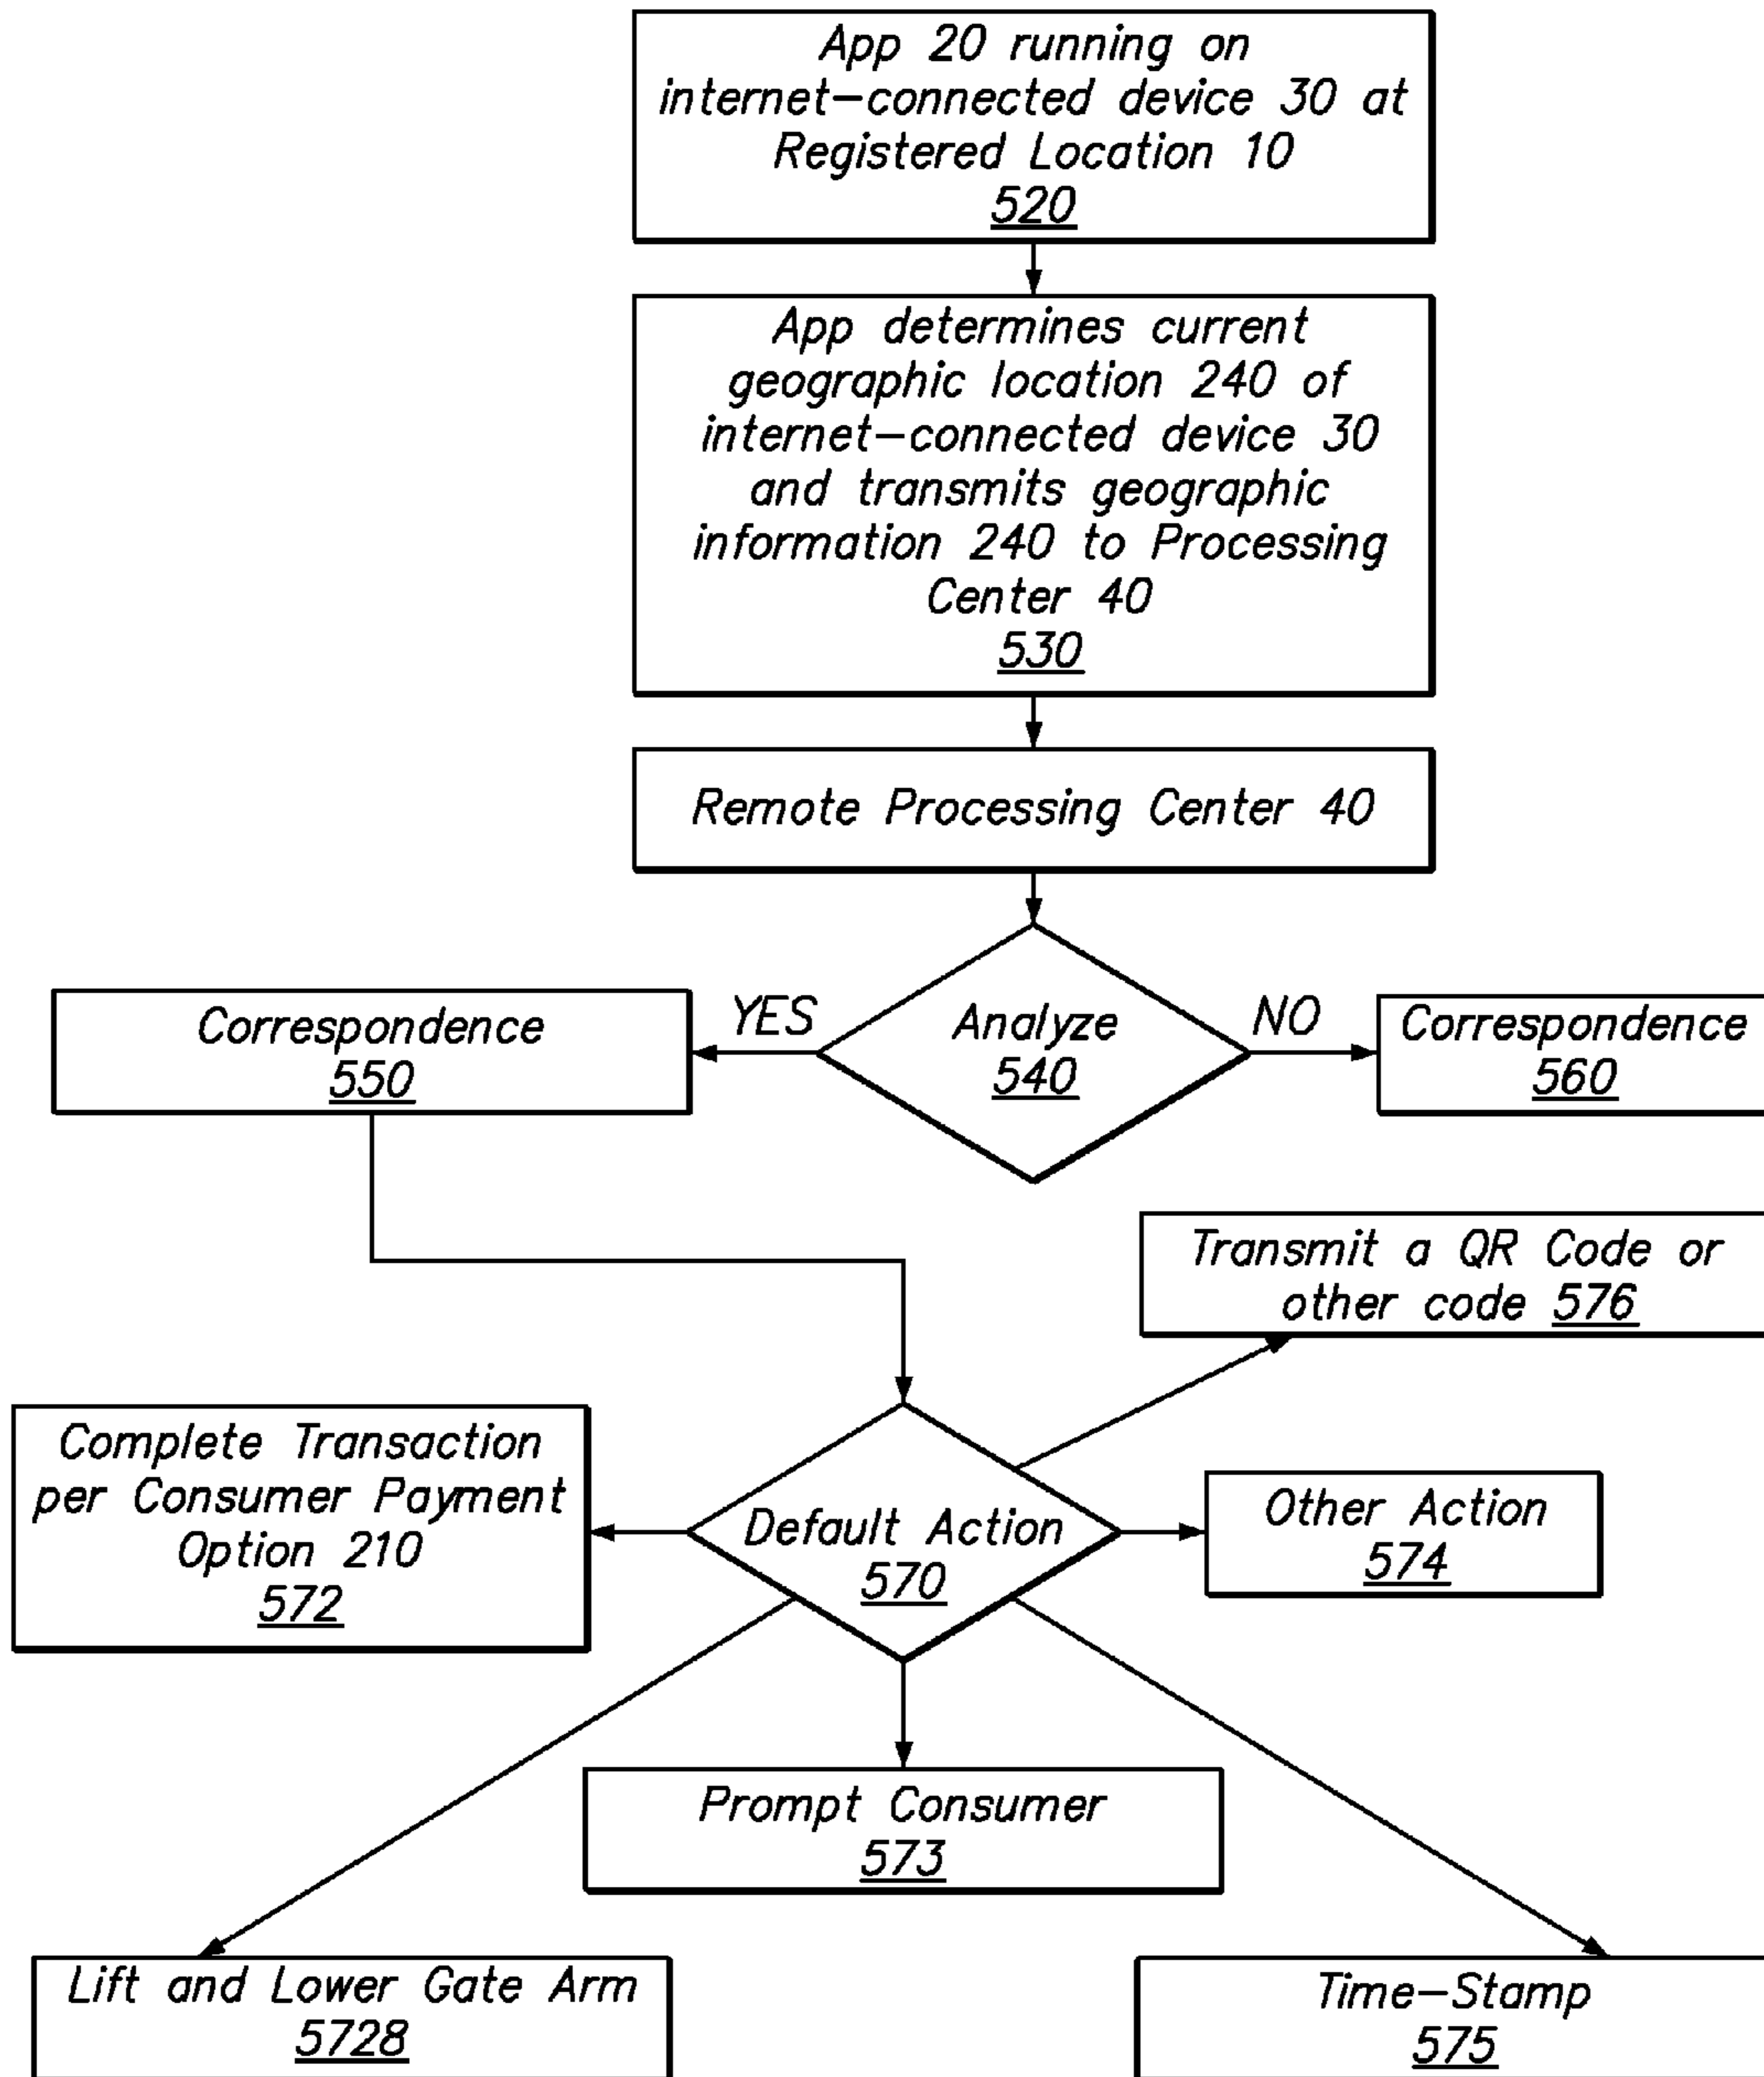 App 20 running on
internet-connected device 30 at
Registered Location 10
520
App determines current
geographic location 240 of
internet-connected device 30
and transmits geographic
information 240 to Processing
Center 40
530
Remote Processing Center 40
Correspondence
550
YES
Analyze
540
NO
Correspondence
560
Transmit a QR Code or
other code 576
Complete Transaction
per Consumer Payment
Option 210
572
Default Action
570
Other Action
574
Prompt Consumer
573
Lift and Lower Gate Arm
5728
Time-Stamp
575